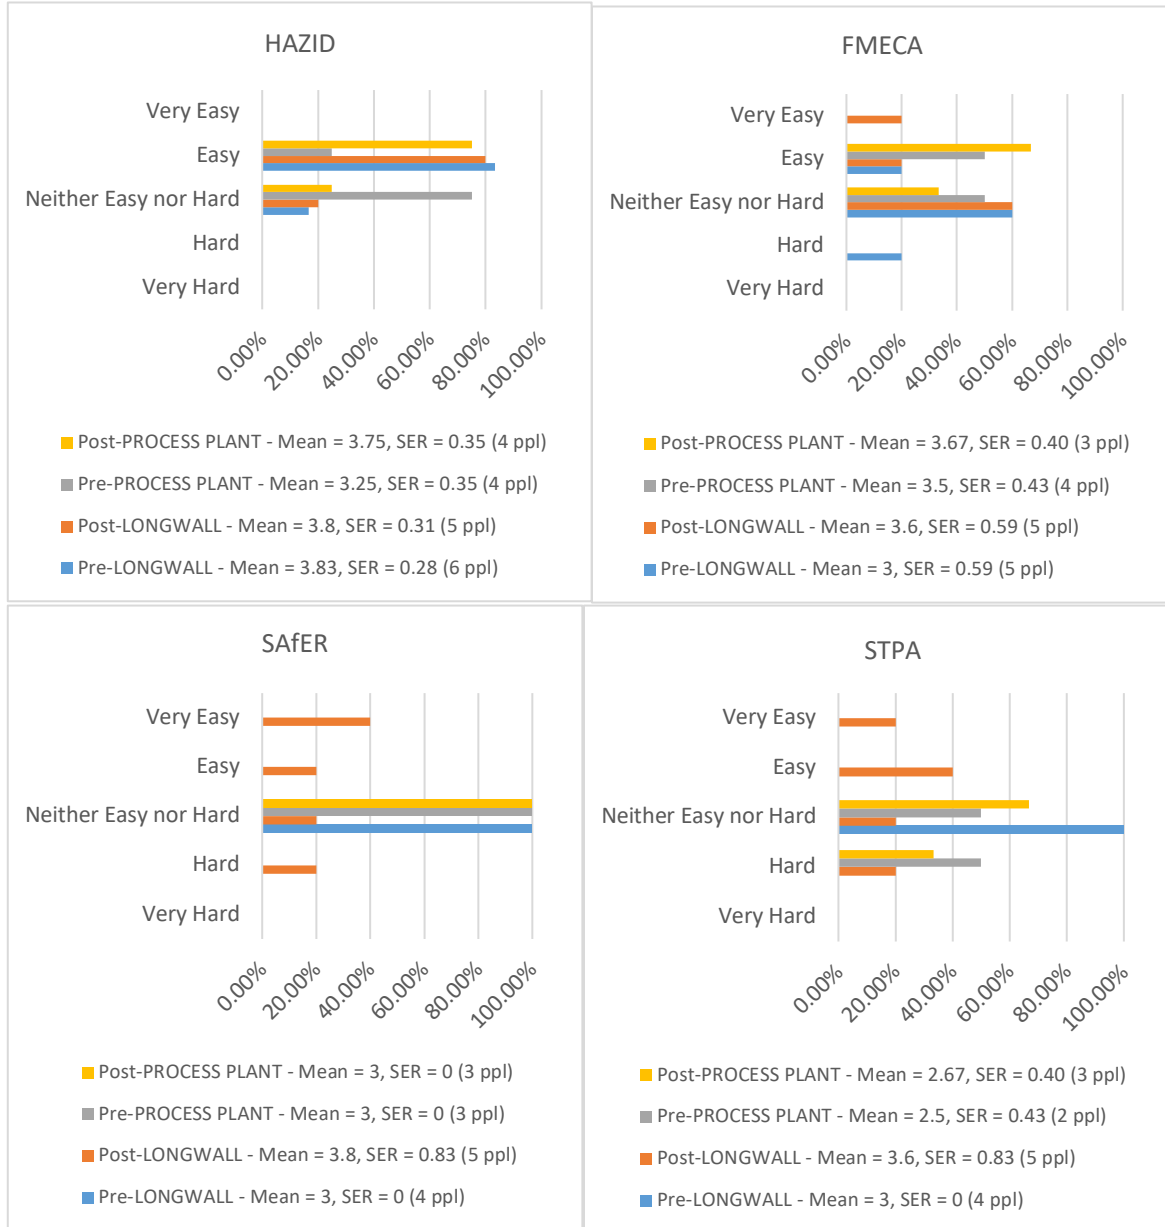 HAZID
Very Easy
Easy
Neither Easy nor Hard
Hard
Very Hard
0.00% 20.00% 40.00% 60.00% 80.00% 100.00%
Post-PROCESS PLANT - Mean = 3.75, SER = 0.35 (4 ppl)
Pre-PROCESS PLANT - Mean = 3.25, SER = 0.35 (4 ppl)
Post-LONGWALL - Mean = 3.8, SER = 0.31 (5 ppl)
Pre-LONGWALL - Mean = 3.83, SER = 0.28 (6 ppl)
FMECA
Very Easy
Easy
Neither Easy nor Hard
Hard
Very Hard
0.00% 20.00% 40.00% 60.00% 80.00% 100.00%
Post-PROCESS PLANT - Mean = 3.67, SER = 0.40 (3 ppl)
Pre-PROCESS PLANT - Mean = 3.5, SER = 0.43 (4 ppl)
Post-LONGWALL - Mean = 3.6, SER = 0.59 (5 ppl)
Pre-LONGWALL - Mean = 3, SER = 0.59 (5 ppl)
SAfER
Very Easy
Easy
Neither Easy nor Hard
Hard
Very Hard
0.00% 20.00% 40.00% 60.00% 80.00% 100.00%
Post-PROCESS PLANT - Mean = 3, SER = 0 (3 ppl)
Pre-PROCESS PLANT - Mean = 3, SER = 0 (3 ppl)
Post-LONGWALL - Mean = 3.8, SER = 0.83 (5 ppl)
Pre-LONGWALL - Mean = 3, SER = 0 (4 ppl)
STPA
Very Easy
Easy
Neither Easy nor Hard
Hard
Very Hard
0.00% 20.00% 40.00% 60.00% 80.00% 100.00%
Post-PROCESS PLANT - Mean = 2.67, SER = 0.40 (3 ppl)
Pre-PROCESS PLANT - Mean = 2.5, SER = 0.43 (2 ppl)
Post-LONGWALL - Mean = 3.6, SER = 0.83 (5 ppl)
Pre-LONGWALL - Mean = 3, SER = 0 (4 ppl)